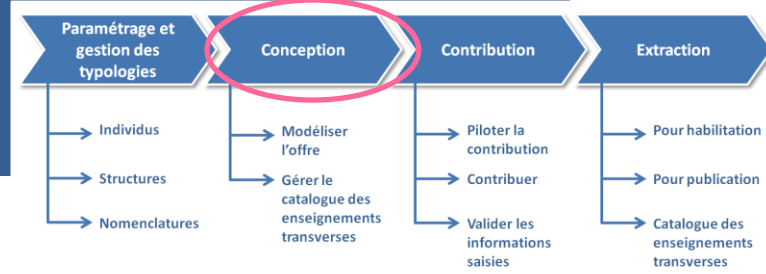 Paramétrage et
gestion des
typologies
Conception
Contribution
Extraction
Individus
Structures
Nomenclatures
Modéliser
l'offre
Gérer le
catalogue des
enseignements
transverses
Piloter la
contribution
Contribuer
Valider les
informations
saisies
Pour habilitation
Pour publication
Catalogue des
enseignements
transverses